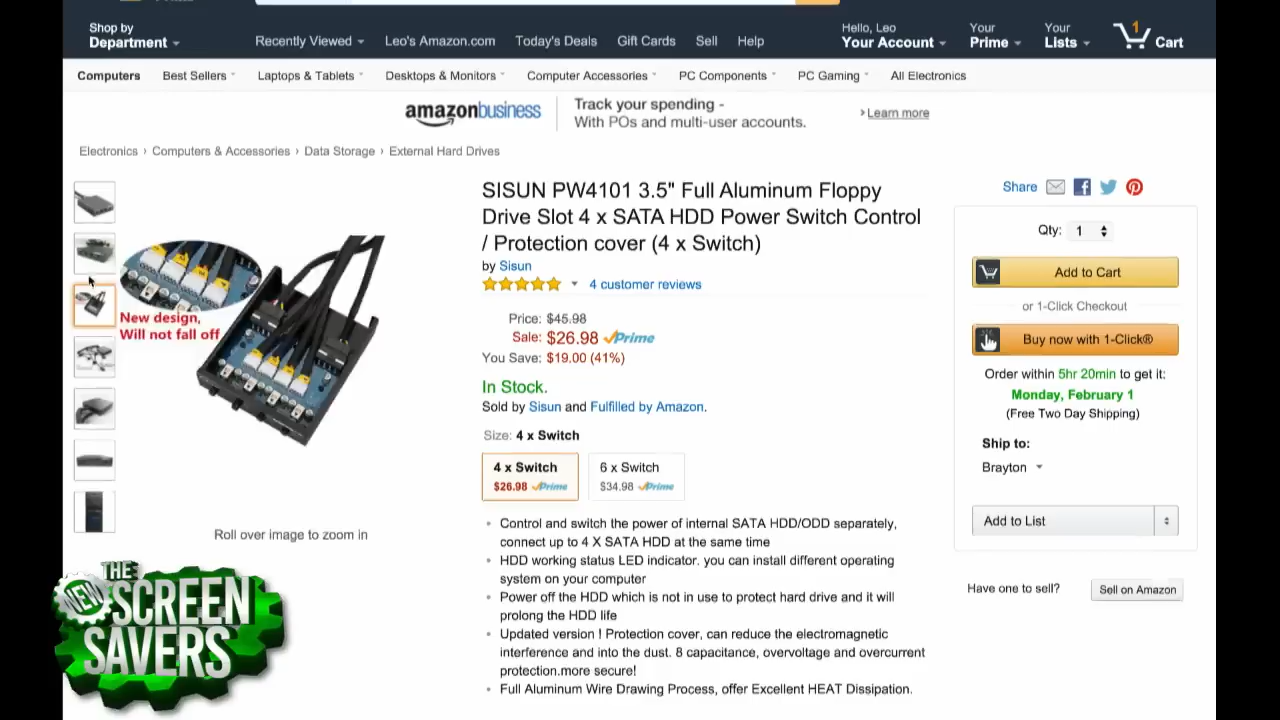 Shop by
Department
Recently Viewed
Leo's Amazon.com
Today's Deals
Gift Cards
Sell
Help
Hello, Leo
Your Account
Your
Prime
Your
Lists
1
Cart
Computers
Best Sellers
Laptops & Tablets
Desktops & Monitors
Computer Accessories
PC Components
PC Gaming
All Electronics
amazonbusiness
Track your spending -
With POs and multi-user accounts.
› Learn more
Electronics › Computers & Accessories › Data Storage › External Hard Drives
New design,
Will not fall off
Roll over image to zoom in
SISUN PW4101 3.5" Full Aluminum Floppy
Drive Slot 4 x SATA HDD Power Switch Control
/ Protection cover (4 x Switch)
by Sisun
4 customer reviews
Price: $45.98
Sale: $26.98 Prime
You Save: $19.00 (41%)
In Stock.
Sold by Sisun and Fulfilled by Amazon.
Size: 4 x Switch
4 x Switch
$26.98 Prime
6 x Switch
$34.98 Prime
• Control and switch the power of internal SATA HDD/ODD separately,
connect up to 4 X SATA HDD at the same time
• HDD working status LED indicator. you can install different operating
system on your computer
• Power off the HDD which is not in use to protect hard drive and it will
prolong the HDD life
• Updated version ! Protection cover, can reduce the electromagnetic
interference and into the dust. 8 capacitance, overvoltage and overcurrent
protection.more secure!
• Full Aluminum Wire Drawing Process, offer Excellent HEAT Dissipation.
Share
Qty: 1
Add to Cart
or 1-Click Checkout
Buy now with 1-Click®
Order within 5hr 20min to get it:
Monday, February 1
(Free Two Day Shipping)
Ship to:
Brayton
Add to List
Have one to sell?
Sell on Amazon
THE
NEW
SCREEN
SAVERS